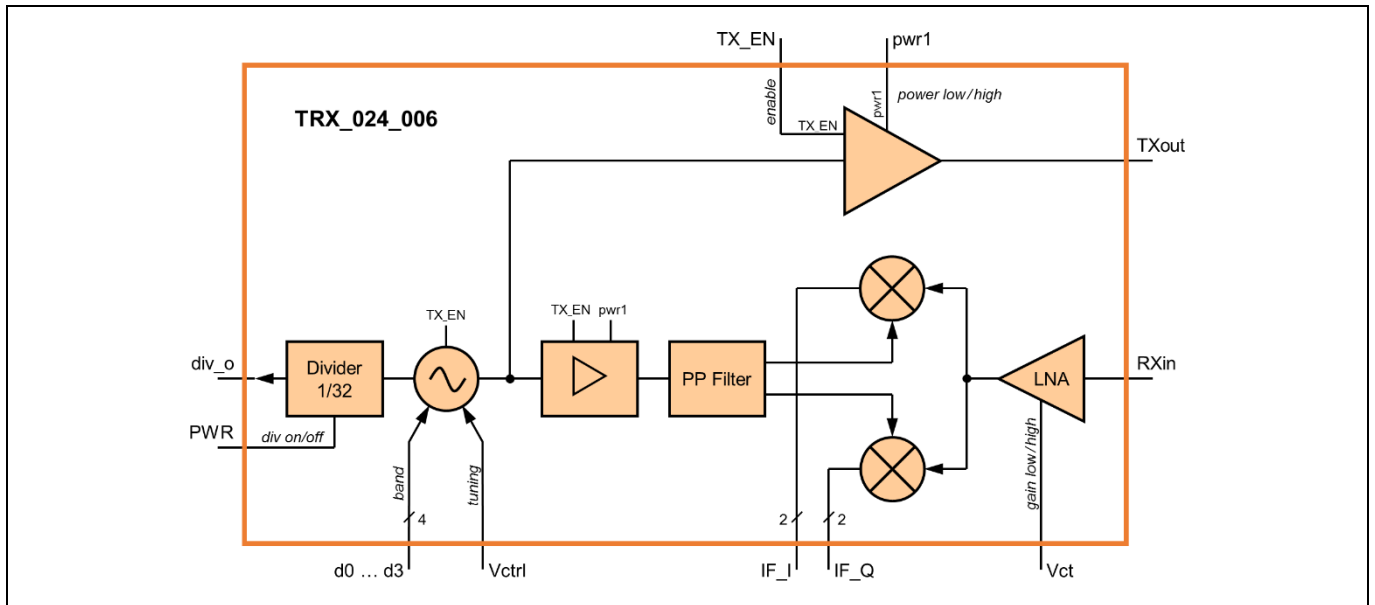 TX_EN
pwr1
enable
pwr1
power low/high
TRX_024_006
TX_EN
TXout
TX_EN
TX_EN pwr1
div_o
Divider
1/32
PP Filter
LNA
RXin
PWR
div on/off
band
tuning
gain low/high
4
2
2
d0 ... d3
Vctrl
IF_I
IF_Q
Vct